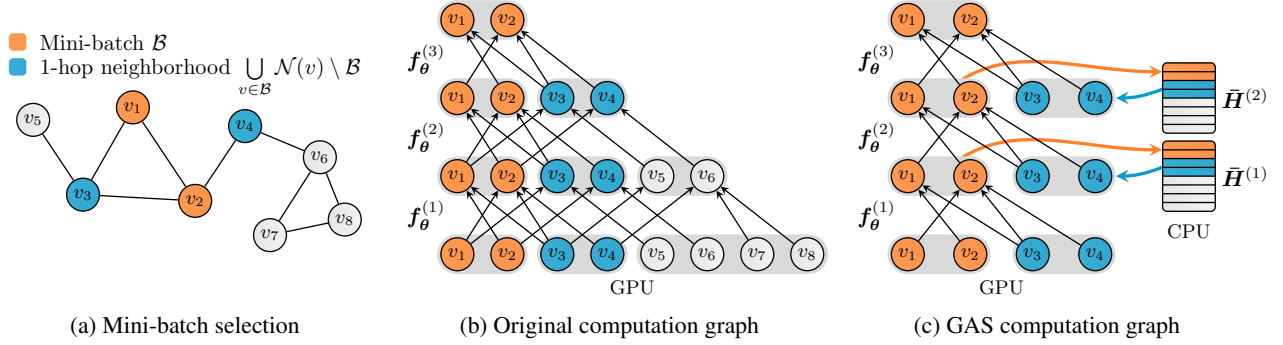 Mini-batch B
1-hop neighborhood ⋃ N(v) \ B
v∈B
v5
v1
v4
v6
v3
v2
v7
v8
(a) Mini-batch selection
v1 v2
f_θ^(3)
v1 v2 v3 v4
f_θ^(2)
v1 v2 v3 v4 v5 v6
f_θ^(1)
v1 v2 v3 v4 v5 v6 v7 v8
GPU
(b) Original computation graph
v1 v2
f_θ^(3)
v1 v2 v3 v4
H̄^(2)
f_θ^(2)
v1 v2 v3 v4
H̄^(1)
f_θ^(1)
CPU
v1 v2 v3 v4
GPU
(c) GAS computation graph